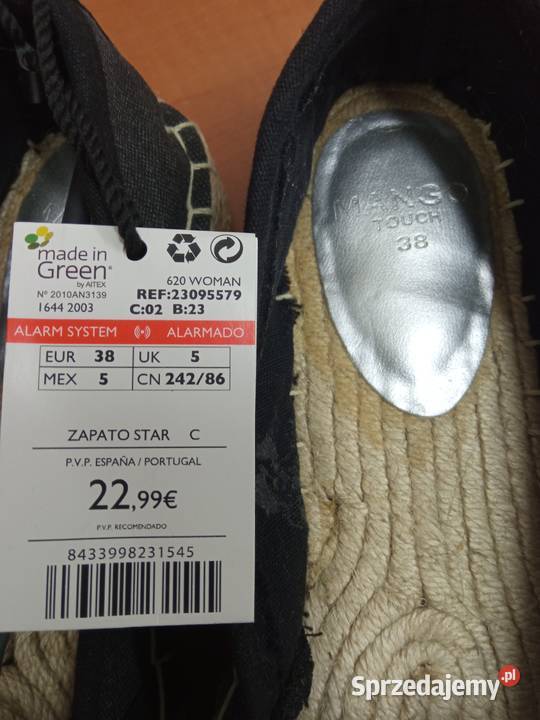 made in
Green®
by AITEX
Nº 2010AN3139
1644 2003
620 WOMAN
REF:23095579
C:02 B:23
ALARM SYSTEM ALARMADO
EUR 38 UK 5
MEX 5 CN 242/86
ZAPATO STAR C
P.V.P. ESPAÑA / PORTUGAL
22,99€
P.V.P. RECOMENDADO
8433998231545
MANGO
TOUCH
38
Sprzedajemy.pl